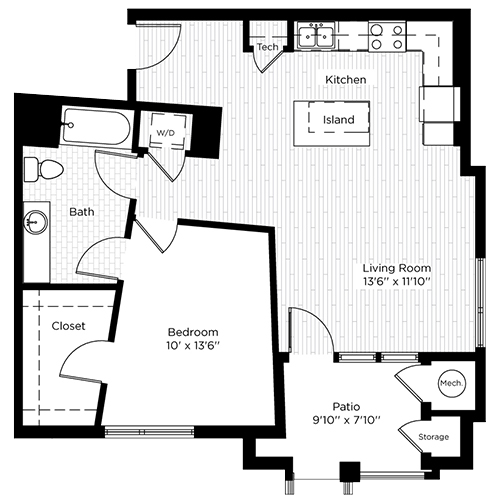 Tech
Kitchen
Island
W/D
Bath
Living Room
13'6" x 11'10"
Closet
Bedroom
10' x 13'6"
Mech.
Patio
9'10" x 7'10"
Storage